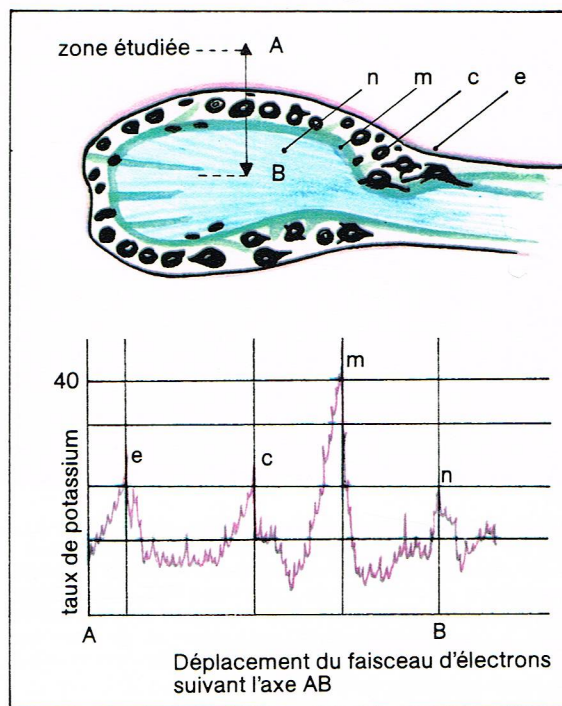 zone étudiée
A
n
m
c
e
B
m
40
e
c
n
taux de potassium
A
B
Déplacement du faisceau d'électrons
suivant l'axe AB